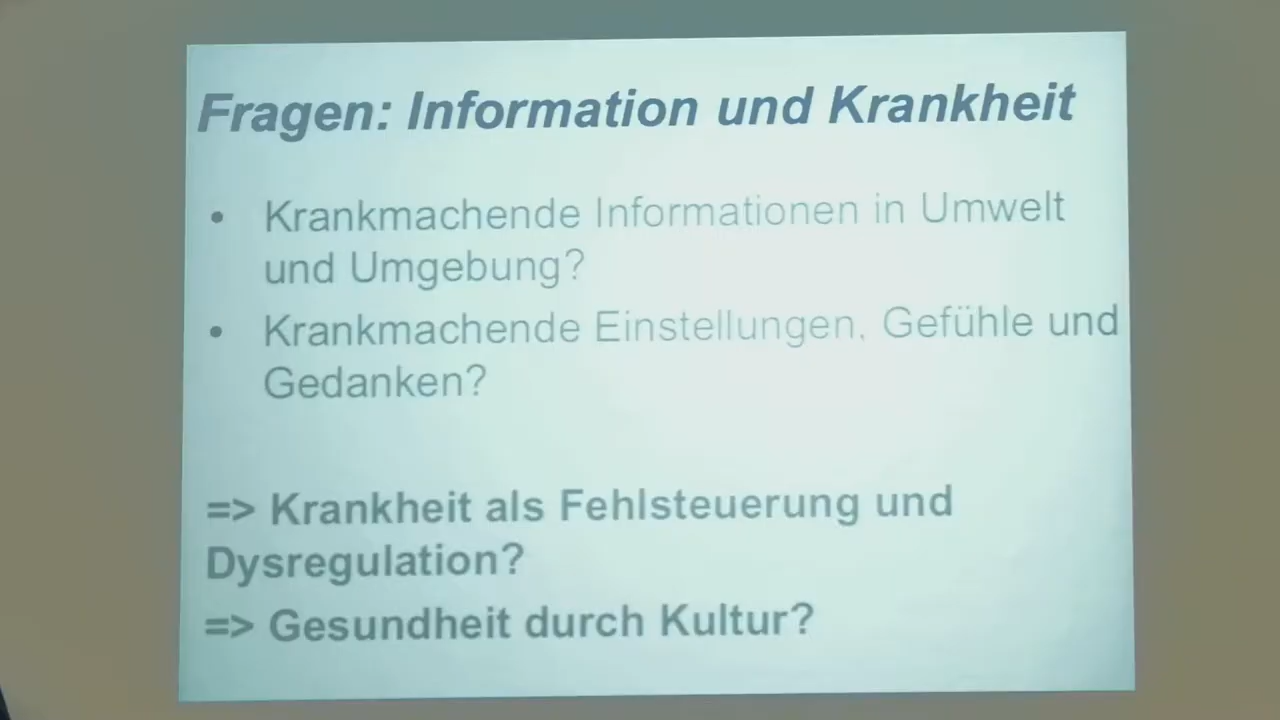 Fragen: Information und Krankheit
• Krankmachende Informationen in Umwelt
und Umgebung?
• Krankmachende Einstellungen, Gefühle und
Gedanken?
=> Krankheit als Fehlsteuerung und
Dysregulation?
=> Gesundheit durch Kultur?